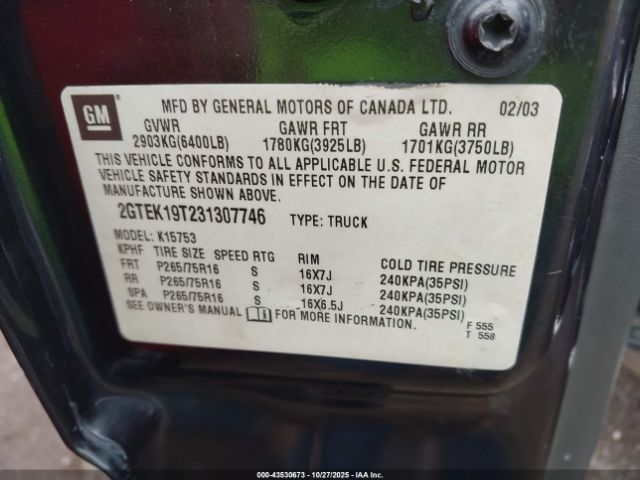 GM
MFD BY GENERAL MOTORS OF CANADA LTD. 02/03
GVWR GAWR FRT GAWR RR
2903KG(6400LB) 1780KG(3925LB) 1701KG(3750LB)
THIS VEHICLE CONFORMS TO ALL APPLICABLE U.S. FEDERAL MOTOR
VEHICLE SAFETY STANDARDS IN EFFECT ON THE DATE OF
MANUFACTURE SHOWN ABOVE.
2GTEK19T231307746 TYPE: TRUCK
MODEL: K15753
KPHF TIRE SIZE SPEED RTG RIM COLD TIRE PRESSURE
FRT P265/75R16 S 16X7J 240KPA(35PSI)
RR P265/75R16 S 16X7J 240KPA(35PSI)
SPA P265/75R16 S 16X6.5J 240KPA(35PSI)
SEE OWNER'S MANUAL FOR MORE INFORMATION. F 555
T 558
000-43530673 | 10/27/2025 | Copyright © IAA, Inc.